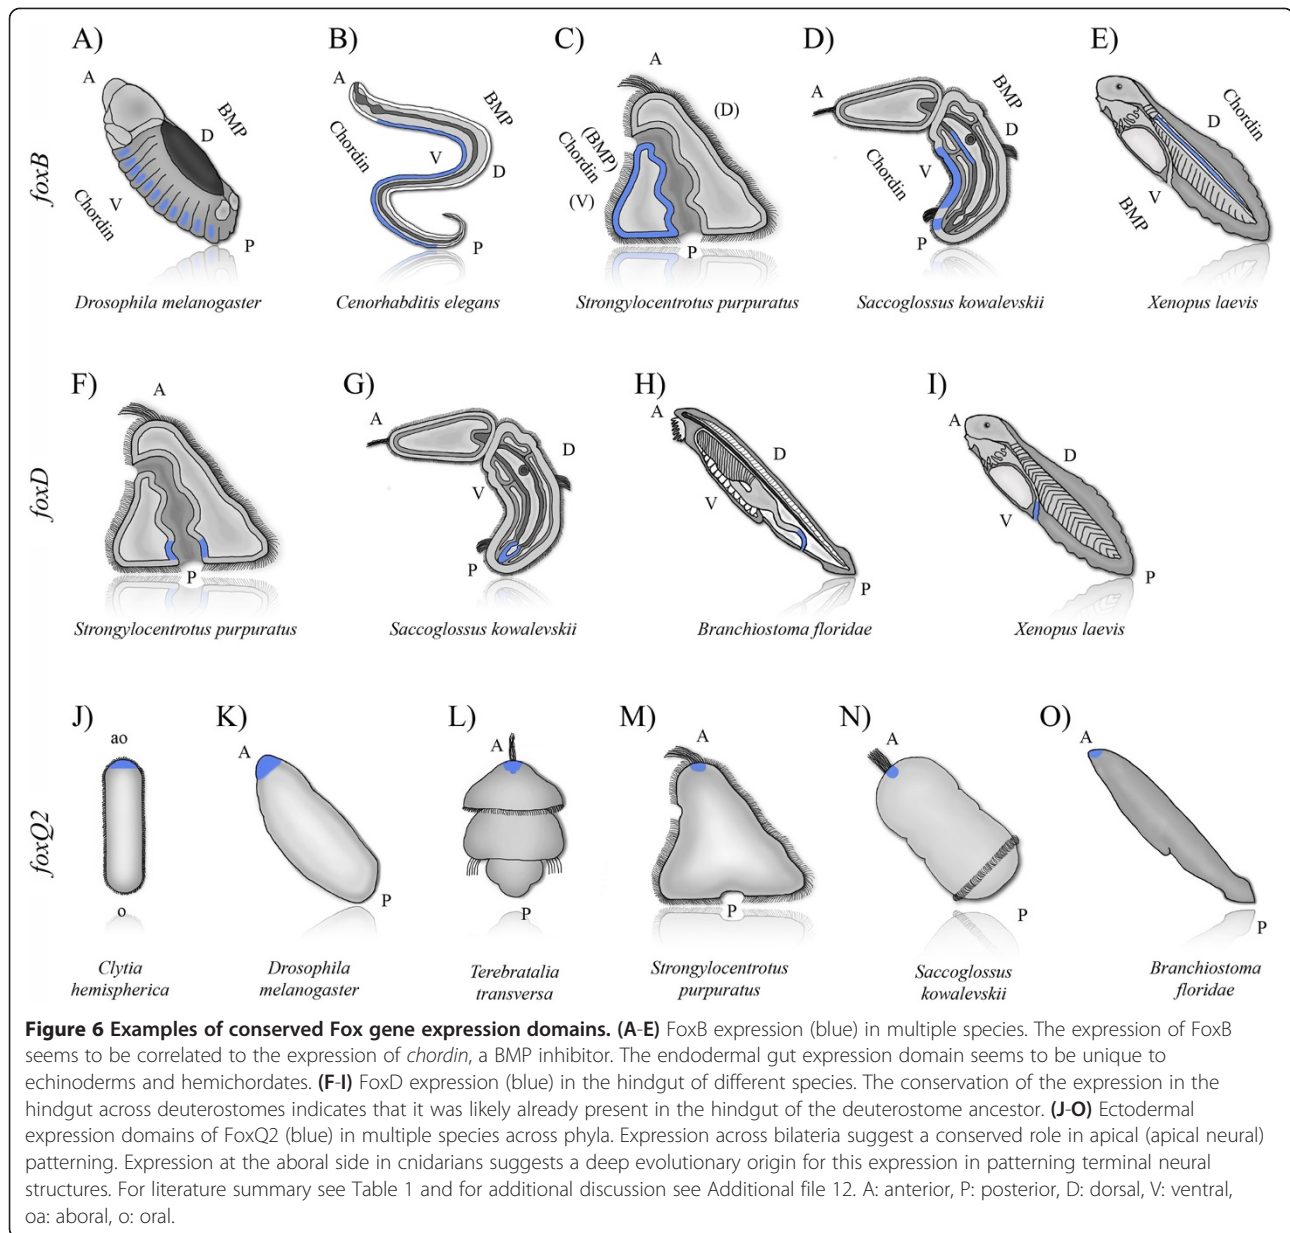 A) B) C) D) E)
foxB
A D BMP V Chordin P
A BMP Chordin V D P
A (D) (BMP) Chordin (V) P
A BMP D V Chordin P
Chordin D V BMP P
Drosophila melanogaster
Cenorhabditis elegans
Strongylocentrotus purpuratus
Saccoglossus kowalevskii
Xenopus laevis
F) G) H) I)
foxD
A P
A D V P
A D V P
A D V P
Strongylocentrotus purpuratus
Saccoglossus kowalevskii
Branchiostoma floridae
Xenopus laevis
J) K) L) M) N) O)
foxQ2
ao o
A P
A P
A P
A P
A P
Clytia
hemispherica
Drosophila
melanogaster
Terebratalia
transversa
Strongylocentrotus
purpuratus
Saccoglossus
kowalevskii
Branchiostoma
floridae
Figure 6 Examples of conserved Fox gene expression domains. (A-E) FoxB expression (blue) in multiple species. The expression of FoxB
seems to be correlated to the expression of chordin, a BMP inhibitor. The endodermal gut expression domain seems to be unique to
echinoderms and hemichordates. (F-I) FoxD expression (blue) in the hindgut of different species. The conservation of the expression in the
hindgut across deuterostomes indicates that it was likely already present in the hindgut of the deuterostome ancestor. (J-O) Ectodermal
expression domains of FoxQ2 (blue) in multiple species across phyla. Expression across bilateria suggest a conserved role in apical (apical neural)
patterning. Expression at the aboral side in cnidarians suggests a deep evolutionary origin for this expression in patterning terminal neural
structures. For literature summary see Table 1 and for additional discussion see Additional file 12. A: anterior, P: posterior, D: dorsal, V: ventral,
oa: aboral, o: oral.